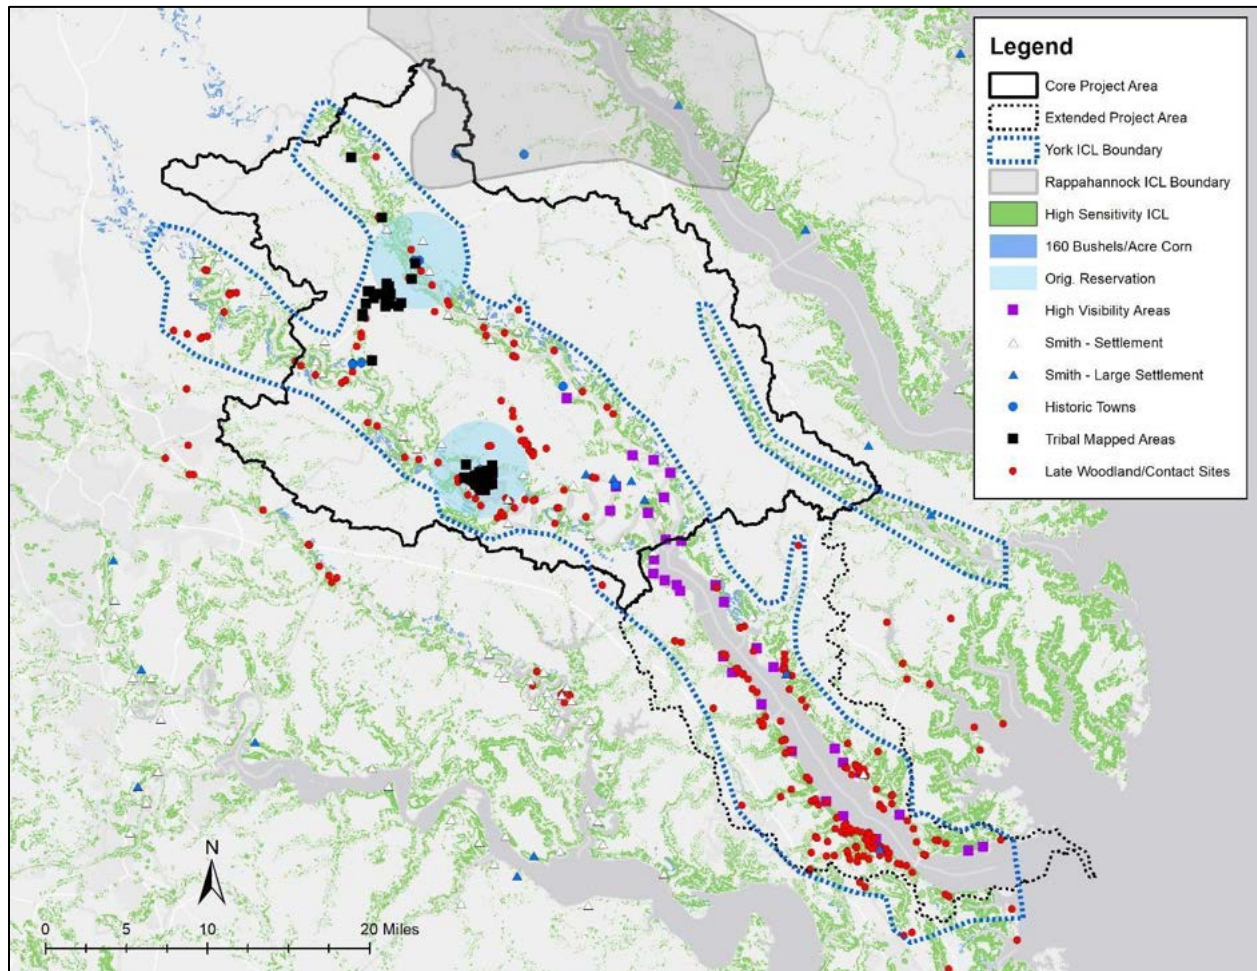 Legend
Core Project Area
Extended Project Area
York ICL Boundary
Rappahannock ICL Boundary
High Sensitivity ICL
160 Bushels/Acre Corn
Orig. Reservation
High Visibility Areas
Smith - Settlement
Smith - Large Settlement
Historic Towns
Tribal Mapped Areas
Late Woodland/Contact Sites
N
0 5 10 20 Miles